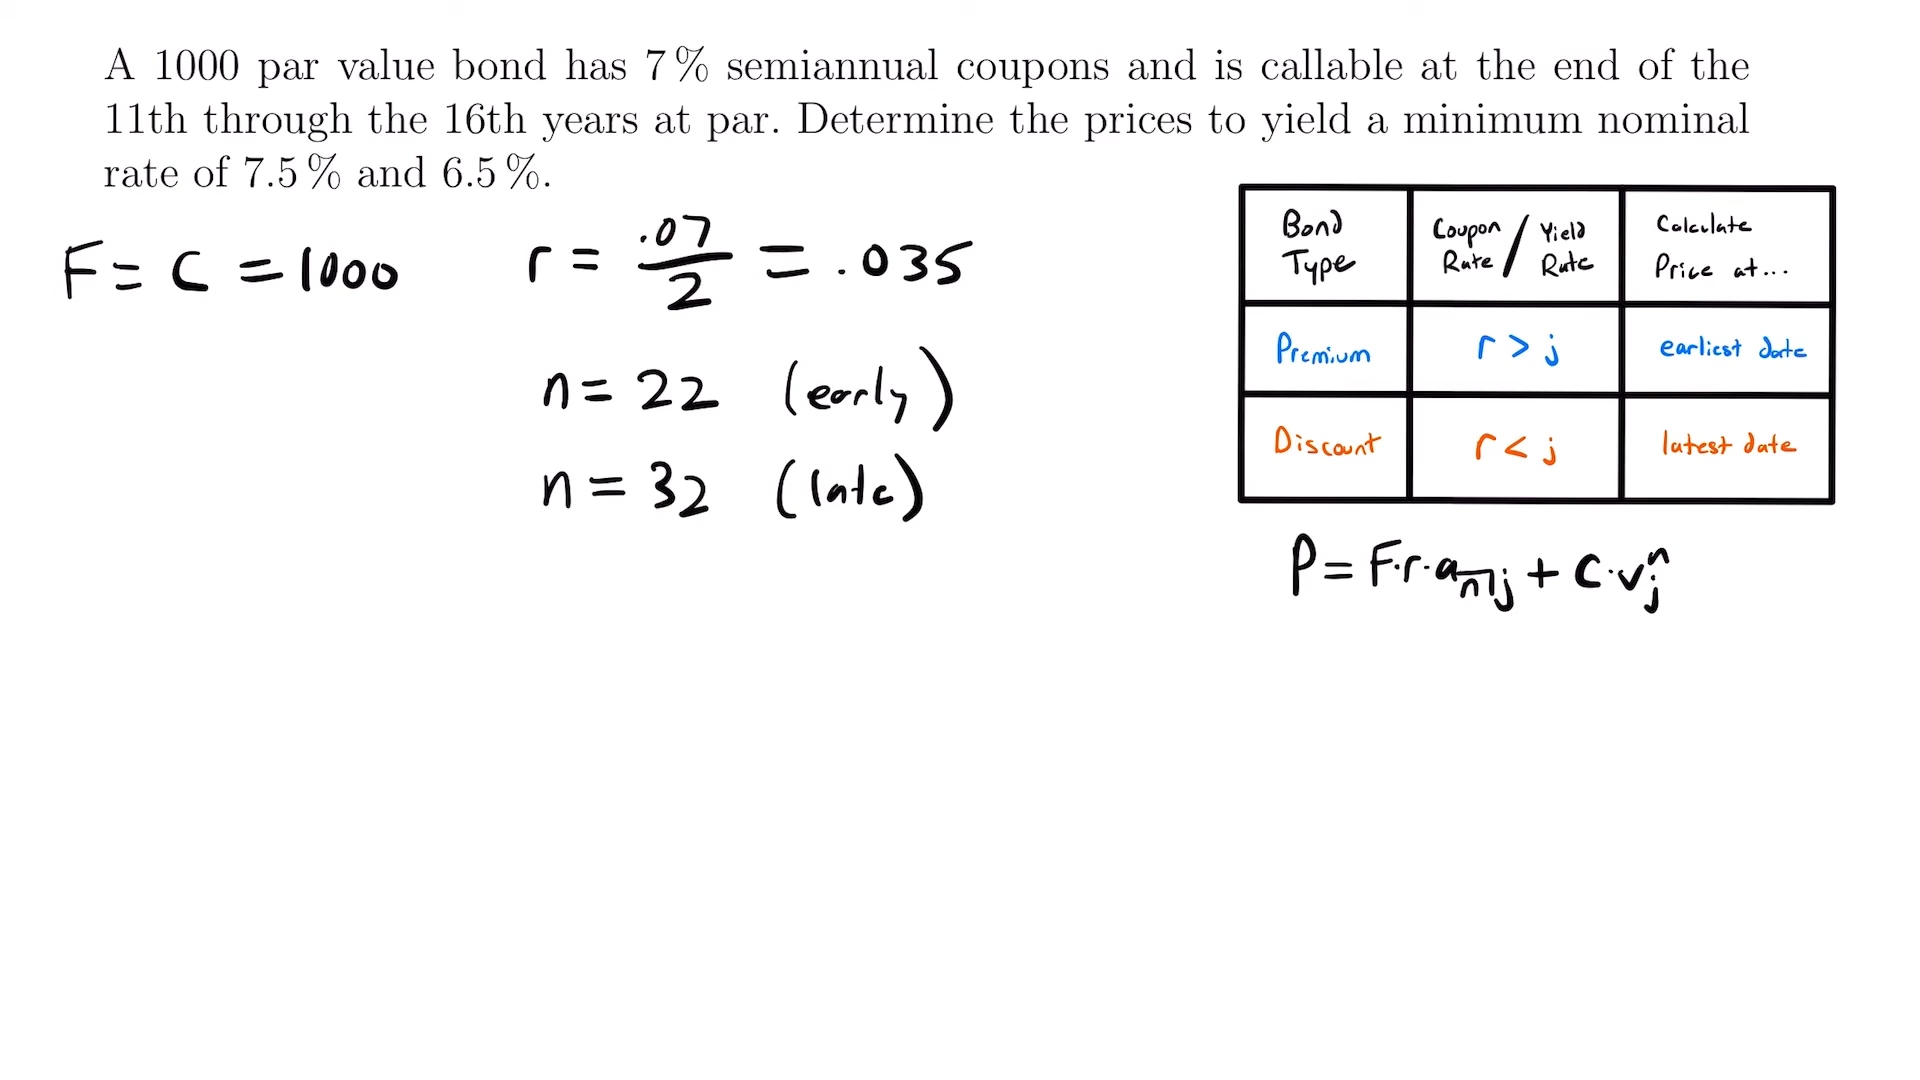 A 1000 par value bond has 7 % semiannual coupons and is callable at the end of the
11th through the 16th years at par. Determine the prices to yield a minimum nominal
rate of 7.5 % and 6.5 %.
F = C = 1000
r = .07/2 = .035
n = 22 (early)
n = 32 (late)
Bond Type
Coupon Rate / Yield Rate
Calculate Price at...
Premium
r > j
earliest date
Discount
r < j
latest date
P = F·r·a_n⌉j + C·v_j^n